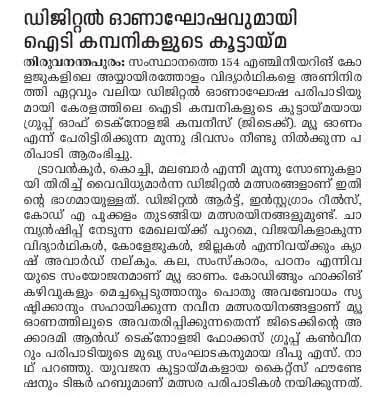 ഡിജിറ്റൽ ഓണാഘോഷവുമായി
ഐടി കമ്പനികളുടെ കൂട്ടായ്മ
തിരുവനന്തപുരം: സംസ്ഥാനത്തെ 154 എഞ്ചിനീയറിങ് കോ
ളജുകളിലെ അയ്യായിരത്തോളം വിദ്യാർഥികളെ അണിനിര
ത്തി ഏറ്റവും വലിയ ഡിജിറ്റൽ ഓണാഘോഷ പരിപാടിയു
മായി കേരളത്തിലെ ഐടി കമ്പനികളുടെ കൂട്ടായ്മയായ
ഗ്രൂപ്പ് ഓഫ് ടെക്നോളജി കമ്പനീസ് (ജിടെക്ക്). മ്യൂ ഓണം
എന്ന് പേരിട്ടിരിക്കുന്ന മൂന്നു ദിവസം നീണ്ടു നിൽക്കുന്ന പ
രിപാടി ആരംഭിച്ചു.
ട്രാവൻകൂർ, കൊച്ചി, മലബാർ എന്നീ മൂന്നു സോണുകളാ
യി തിരിച്ച് വൈവിധ്യമാർന്ന ഡിജിറ്റൽ മത്സരങ്ങളാണ് ഇതി
ന്റെ ഭാഗമായുള്ളത്. ഡിജിറ്റൽ ആർട്ട്, ഇൻസ്റ്റഗ്രാം റീൽസ്,
കോഡ് എ പൂക്കളം തുടങ്ങിയ മത്സരയിനങ്ങളുമുണ്ട്. ചാ
മ്പ്യൻഷിപ്പ് നേടുന്ന മേഖലയ്ക്ക് പുറമെ, വിജയികളാകുന്ന
വിദ്യാർഥികൾ, കോളേജുകൾ, ജില്ലകൾ എന്നിവയ്ക്കും ക്യാ
ഷ് അവാർഡ് നല്കും. കല, സംസ്കാരം, പഠനം എന്നിവ
യുടെ സംയോജനമാണ് മ്യൂ ഓണം. കോഡിങ്ങും ഹാക്കിങ്
കഴിവുകളും മെച്ചപ്പെടുത്താനും പൊതു അവബോധം സൃ
ഷ്ടിക്കാനും സഹായിക്കുന്ന നവീന മത്സരയിനങ്ങളാണ് മ്യൂ
ഓണത്തിലൂടെ അവതരിപ്പിക്കുന്നതെന്ന് ജിടെക്കിന്റെ അ
ക്കാദമി ആൻഡ് ടെക്നോളജി ഫോക്കസ് ഗ്രൂപ്പ് കൺവീന
റും പരിപാടിയുടെ മുഖ്യ സംഘാടകനുമായ ദീപു എസ്. നാ
ഥ് പറഞ്ഞു. യുവജന കൂട്ടായ്മകളായ കൈറ്റ്സ് ഫൗണ്ടേ
ഷനും ടിങ്കർ ഹബുമാണ് മത്സര പരിപാടികൾ നയിക്കുന്നത്.